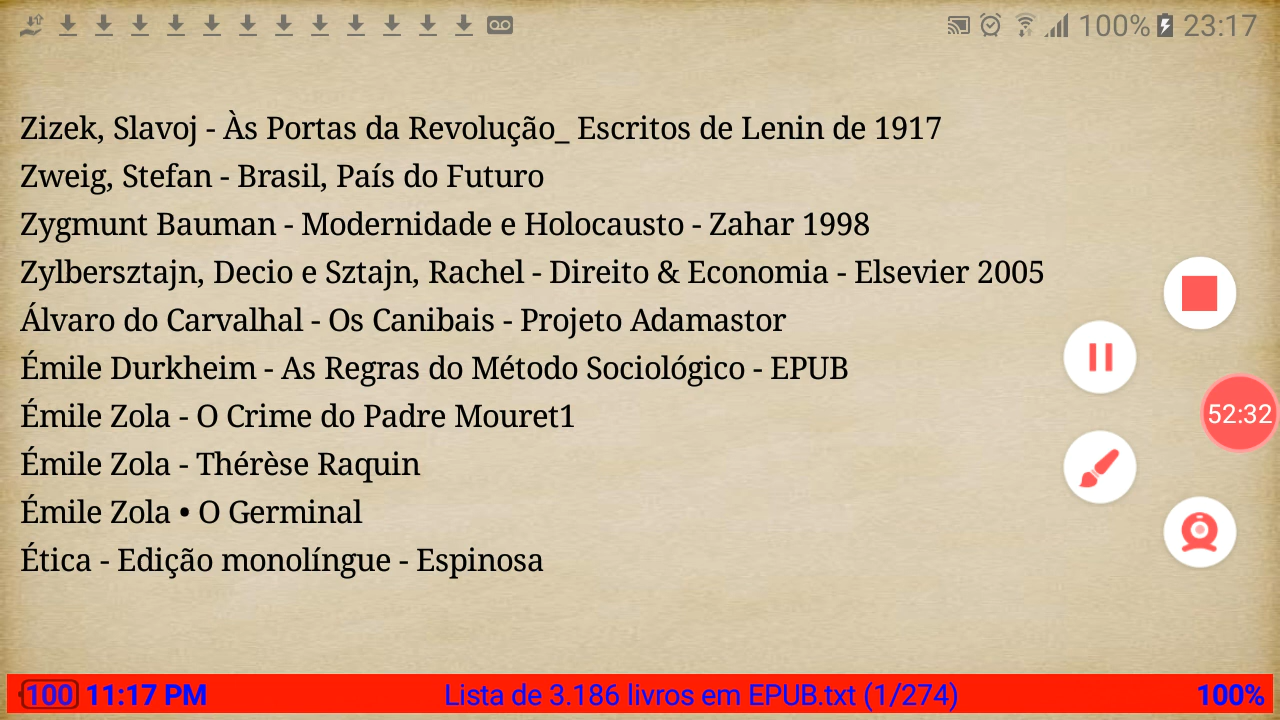 100% 23:17
Zizek, Slavoj - Às Portas da Revolução_ Escritos de Lenin de 1917
Zweig, Stefan - Brasil, País do Futuro
Zygmunt Bauman - Modernidade e Holocausto - Zahar 1998
Zylbersztajn, Decio e Sztajn, Rachel - Direito & Economia - Elsevier 2005
Álvaro do Carvalhal - Os Canibais - Projeto Adamastor
Émile Durkheim - As Regras do Método Sociológico - EPUB
Émile Zola - O Crime do Padre Mouret1
52:32
Émile Zola - Thérèse Raquin
Émile Zola • O Germinal
Ética - Edição monolíngue - Espinosa
100 11:17 PM Lista de 3.186 livros em EPUB.txt (1/274) 100%